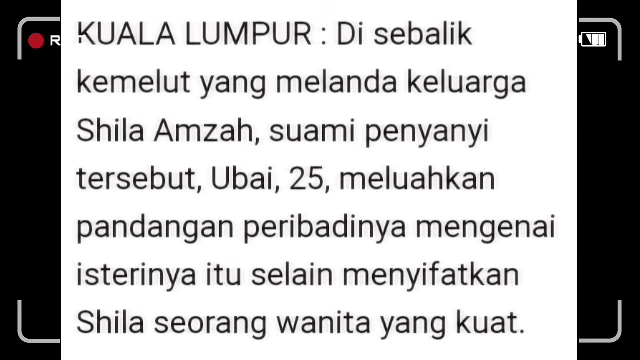 KUALA LUMPUR : Di sebalik
kemelut yang melanda keluarga
Shila Amzah, suami penyanyi
tersebut, Ubai, 25, meluahkan
pandangan peribadinya mengenai
isterinya itu selain menyifatkan
Shila seorang wanita yang kuat.